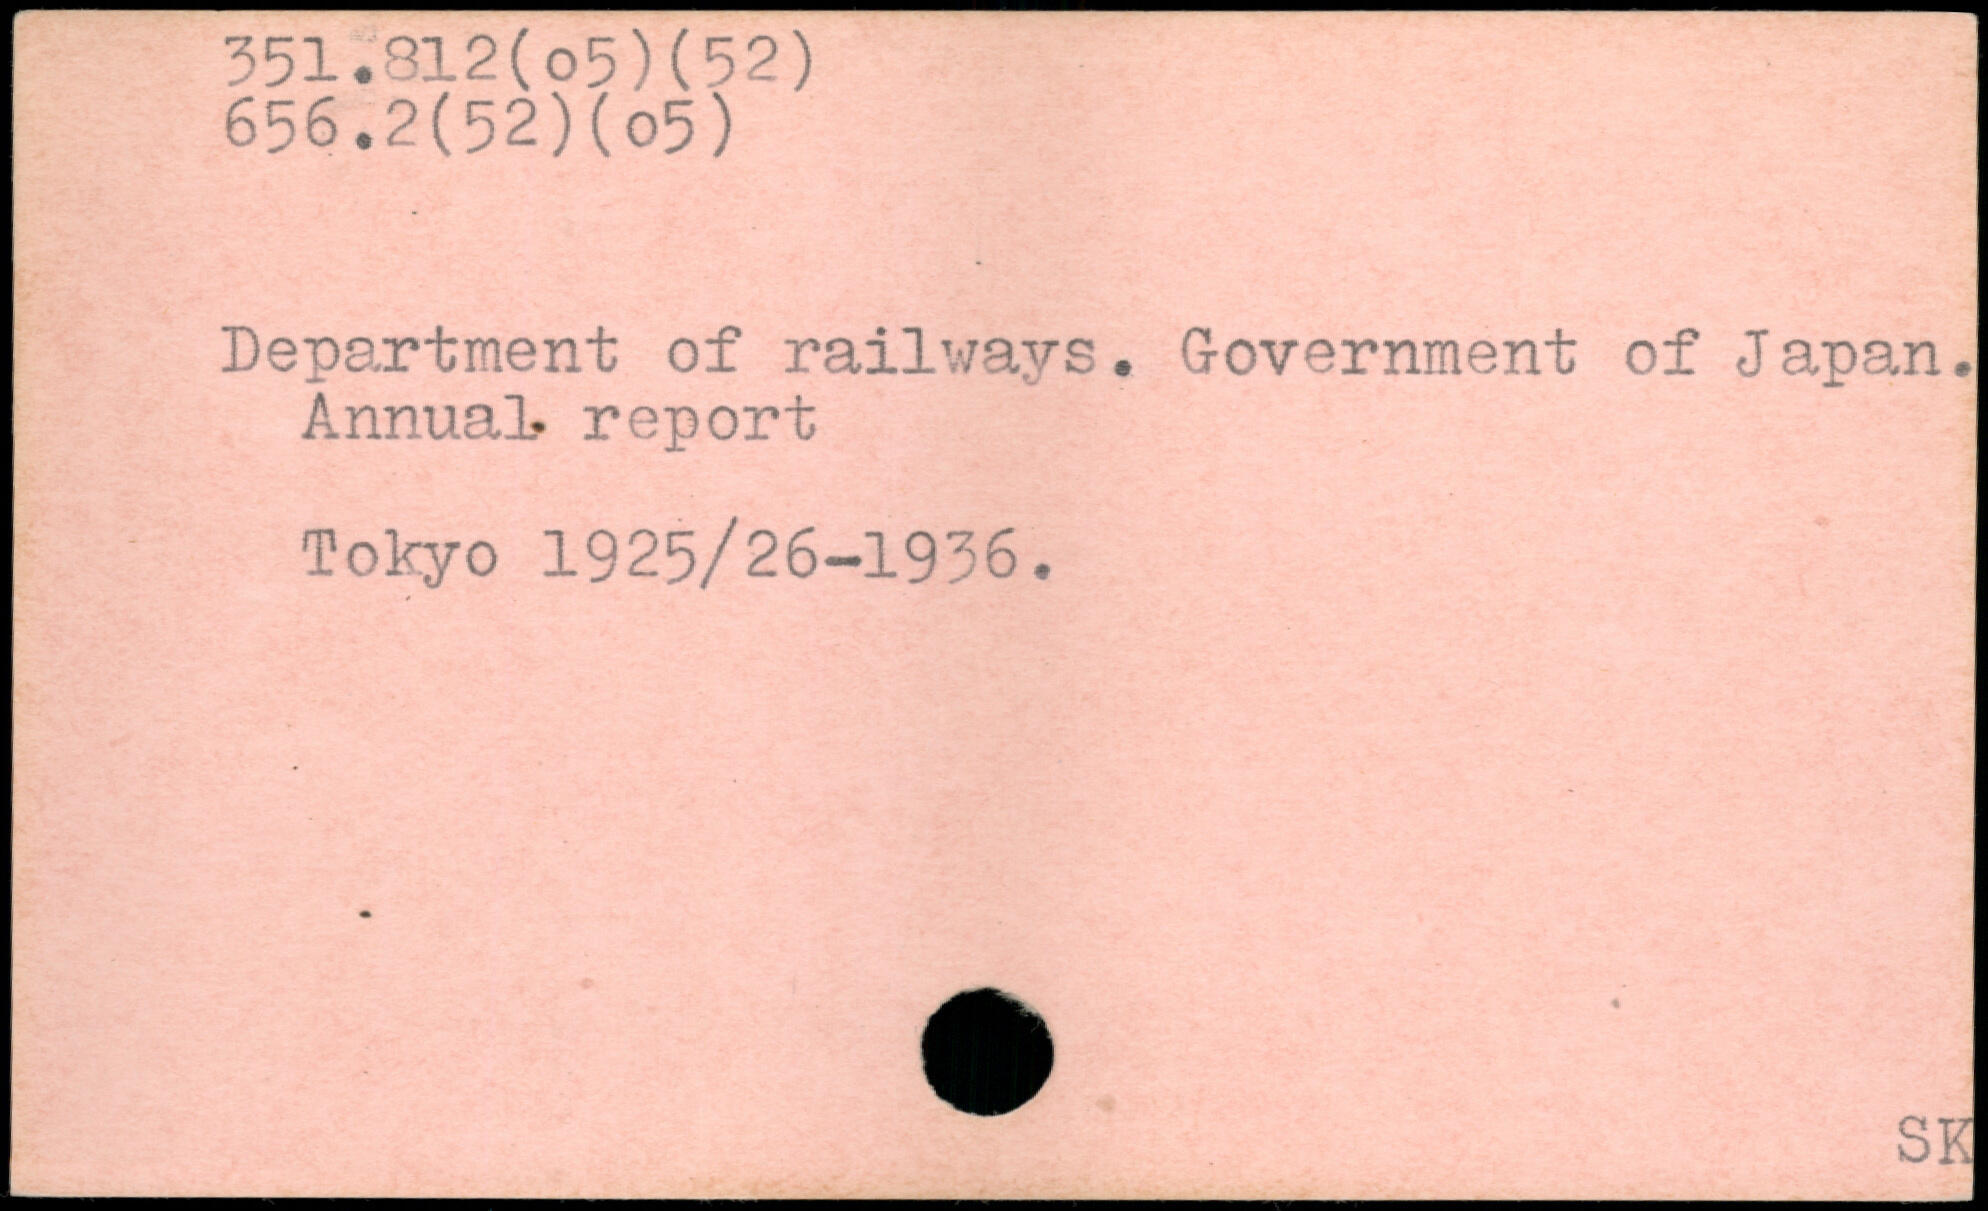 351.812(o5)(52)
656.2(52)(o5)
Department of railways. Government of Japan.
Annual report
Tokyo 1925/26-1936.
SK